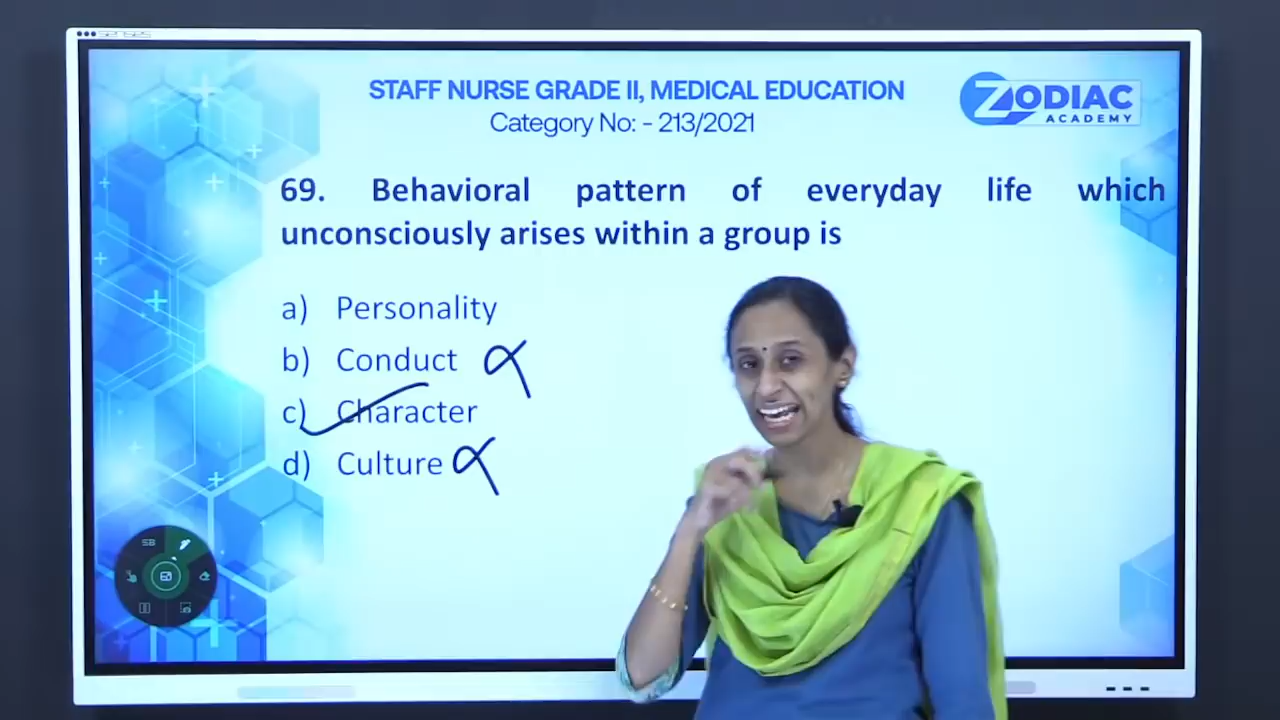 STAFF NURSE GRADE II, MEDICAL EDUCATION
Category No: - 213/2021
ZODIAC
ACADEMY
69. Behavioral pattern of everyday life which
unconsciously arises within a group is
a) Personality
b) Conduct
c) Character
d) Culture